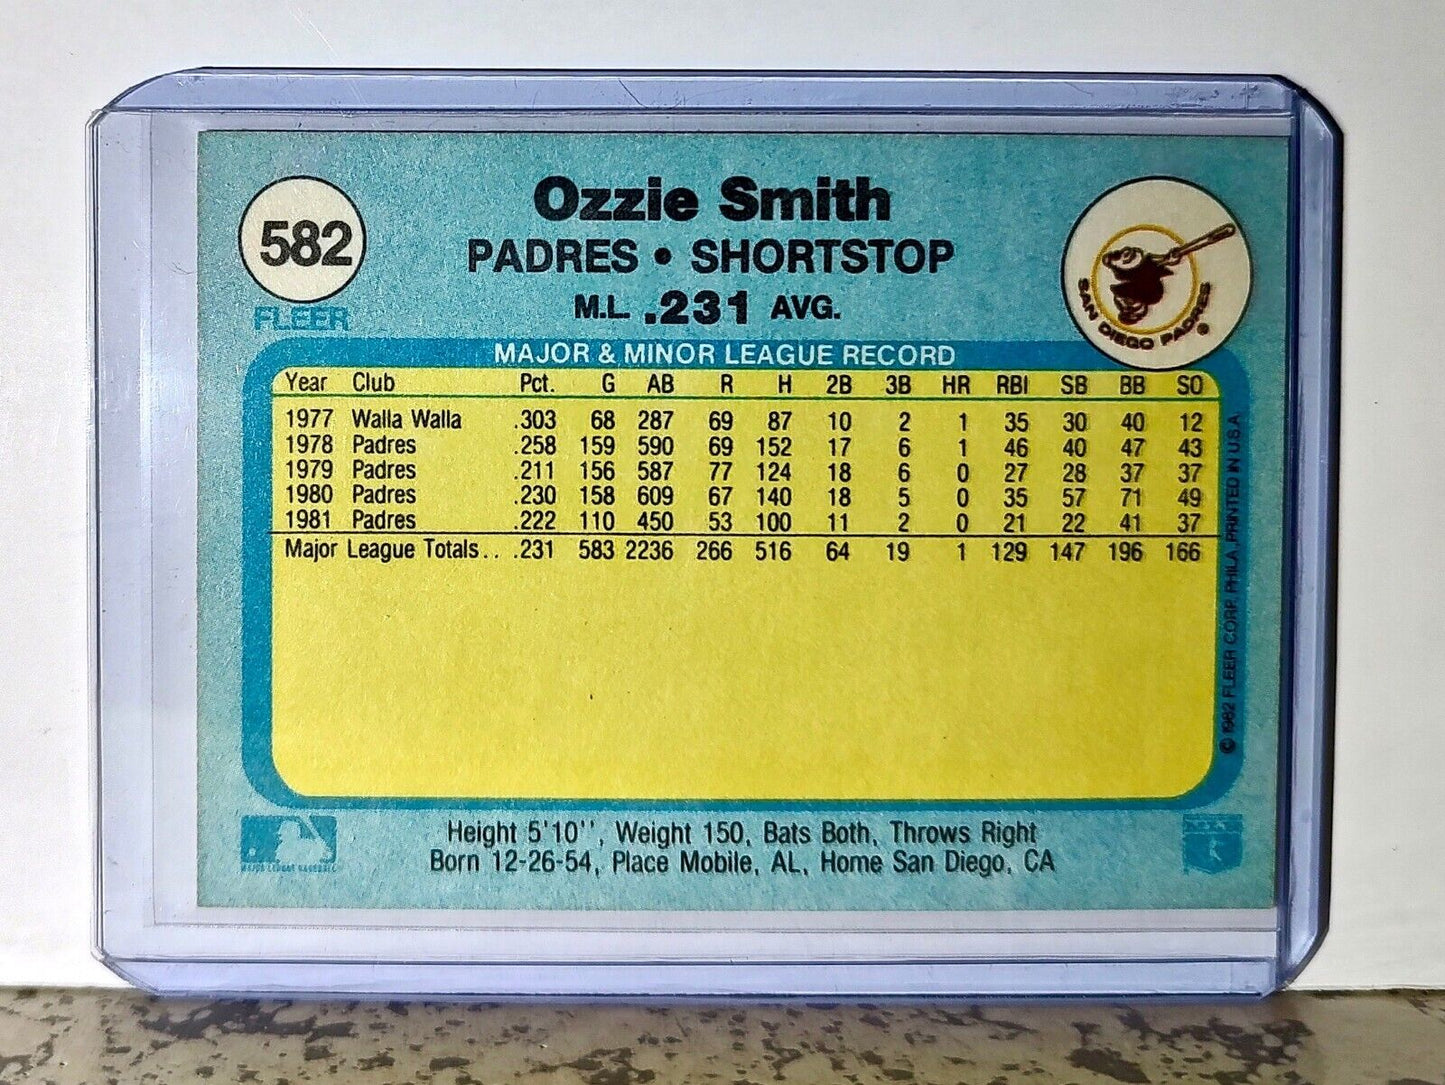 582
FLEER
Ozzie Smith
PADRES • SHORTSTOP
M.L. .231 AVG.
SAN DIEGO PADRES ®
MAJOR & MINOR LEAGUE RECORD
Year Club Pct. G AB R H 2B 3B HR RBI SB BB SO
1977 Walla Walla .303 68 287 69 87 10 2 1 35 30 40 12
1978 Padres .258 159 590 69 152 17 6 1 46 40 47 43
1979 Padres .211 156 587 77 124 18 6 0 27 28 37 37
1980 Padres .230 158 609 67 140 18 5 0 35 57 71 49
1981 Padres .222 110 450 53 100 11 2 0 21 22 41 37
Major League Totals . . .231 583 2236 266 516 64 19 1 129 147 196 166
© 1982 FLEER CORP. PHILA. PRINTED IN U.S.A.
Height 5'10'', Weight 150, Bats Both, Throws Right
Born 12-26-54, Place Mobile, AL, Home San Diego, CA
MAJOR LEAGUE BASEBALL